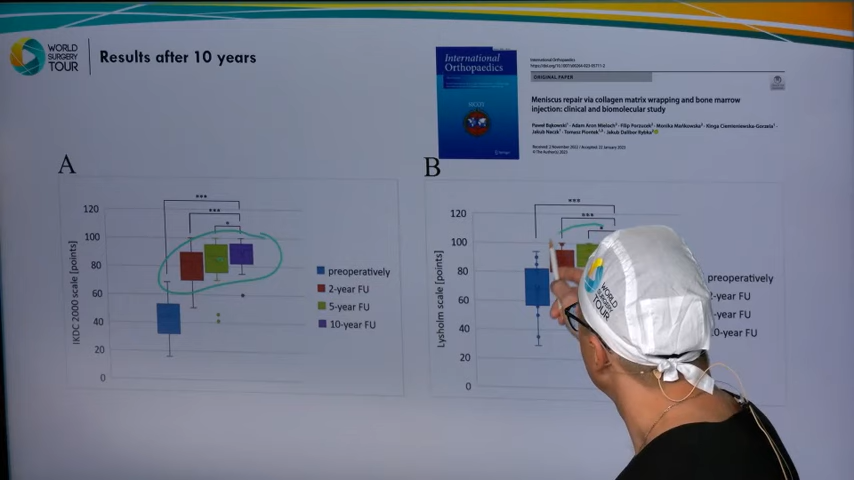 WORLD
SURGERY
TOUR
Results after 10 years
International
Orthopaedics
International Orthopaedics
ORIGINAL PAPER
Meniscus repair via collagen matrix wrapping and bone marrow
injection: clinical and biomolecular study
A
***
***
*
120
100
80
60
40
20
0
IKDC 2000 scale [points]
preoperatively
2-year FU
5-year FU
10-year FU
B
***
***
*
120
100
80
60
40
20
0
Lysholm scale [points]
preoperatively
-year FU
-year FU
0-year FU
WORLD
SURGERY
TOUR